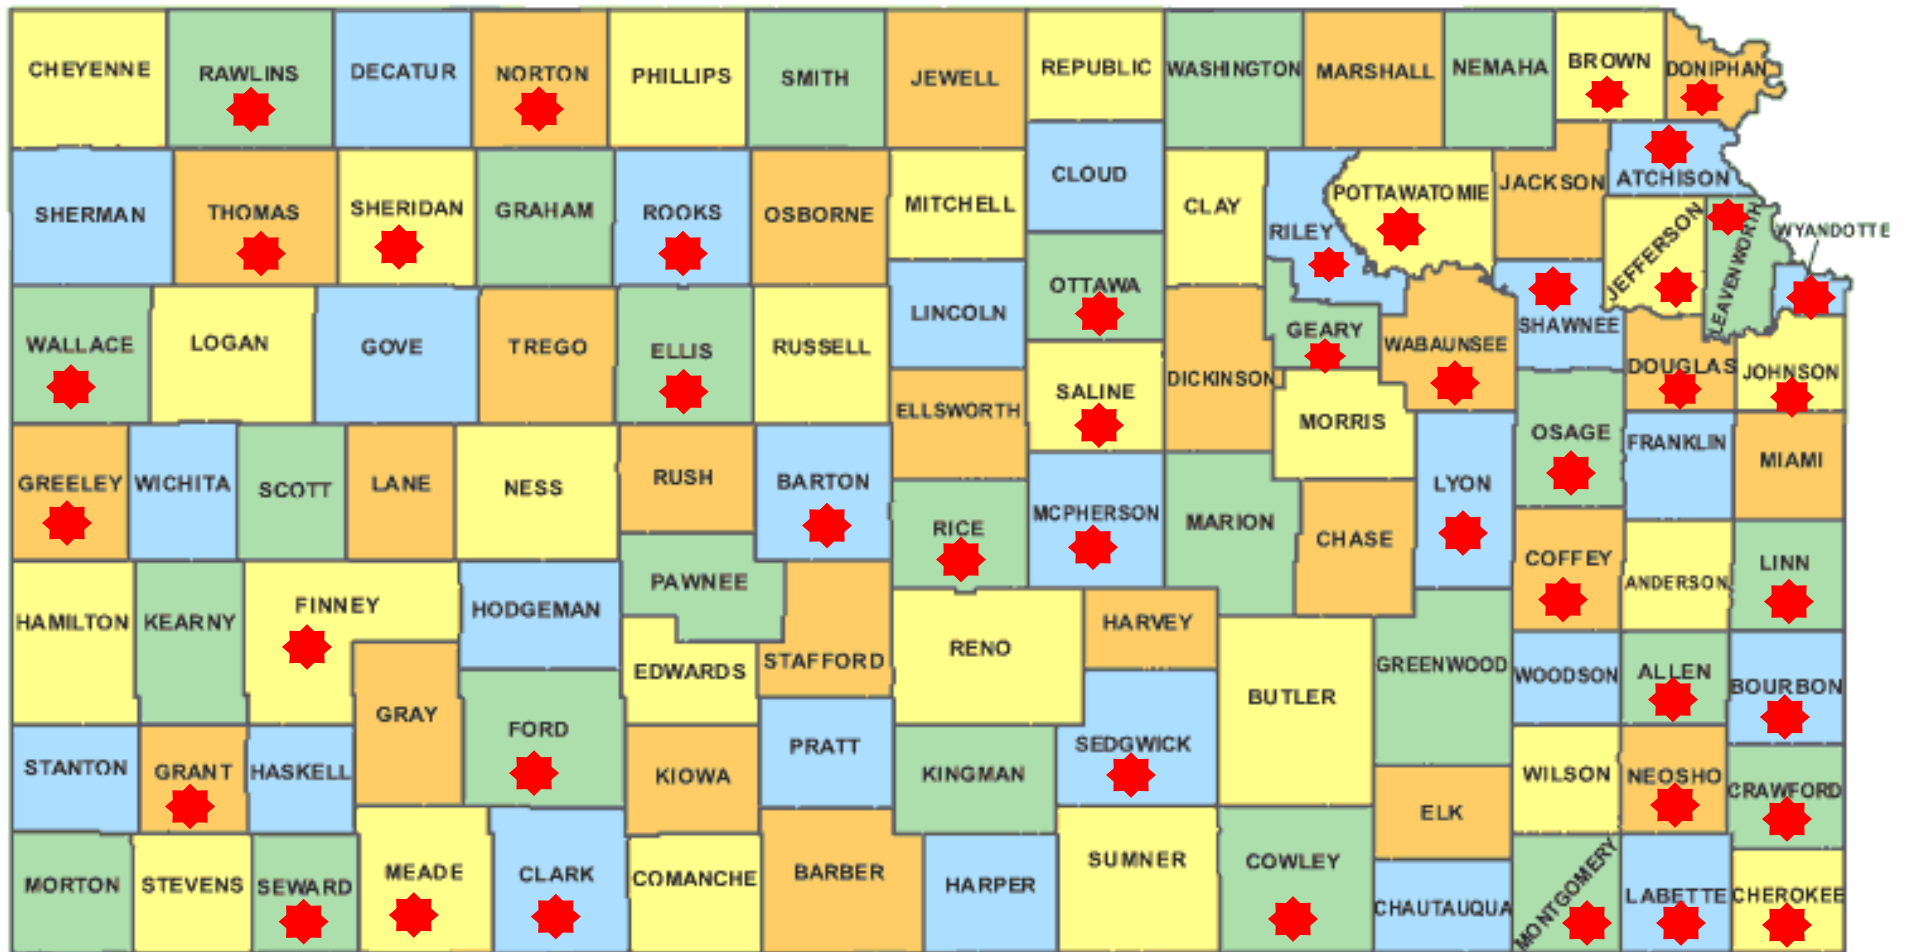 CHEYENNE
RAWLINS
DECATUR
NORTON
PHILLIPS
SMITH
JEWELL
REPUBLIC
WASHINGTON
MARSHALL
NEMAHA
BROWN
DONIPHAN
SHERMAN
THOMAS
SHERIDAN
GRAHAM
ROOKS
OSBORNE
MITCHELL
CLOUD
CLAY
RILEY
POTTAWATOMIE
JACKSON
ATCHISON
JEFFERSON
LEAVENWORTH
WYANDOTTE
WALLACE
LOGAN
GOVE
TREGO
ELLIS
RUSSELL
LINCOLN
OTTAWA
SALINE
DICKINSON
GEARY
WABAUNSEE
SHAWNEE
DOUGLAS
JOHNSON
GREELEY
WICHITA
SCOTT
LANE
NESS
RUSH
BARTON
ELLSWORTH
RICE
MCPHERSON
MARION
MORRIS
CHASE
LYON
OSAGE
FRANKLIN
MIAMI
HAMILTON
KEARNY
FINNEY
HODGEMAN
PAWNEE
EDWARDS
STAFFORD
RENO
HARVEY
BUTLER
GREENWOOD
COFFEY
ANDERSON
LINN
WOODSON
ALLEN
BOURBON
STANTON
GRANT
HASKELL
GRAY
FORD
KIOWA
PRATT
KINGMAN
SEDGWICK
ELK
WILSON
NEOSHO
CRAWFORD
MORTON
STEVENS
SEWARD
MEADE
CLARK
COMANCHE
BARBER
HARPER
SUMNER
COWLEY
CHAUTAUQUA
MONTGOMERY
LABETTE
CHEROKEE